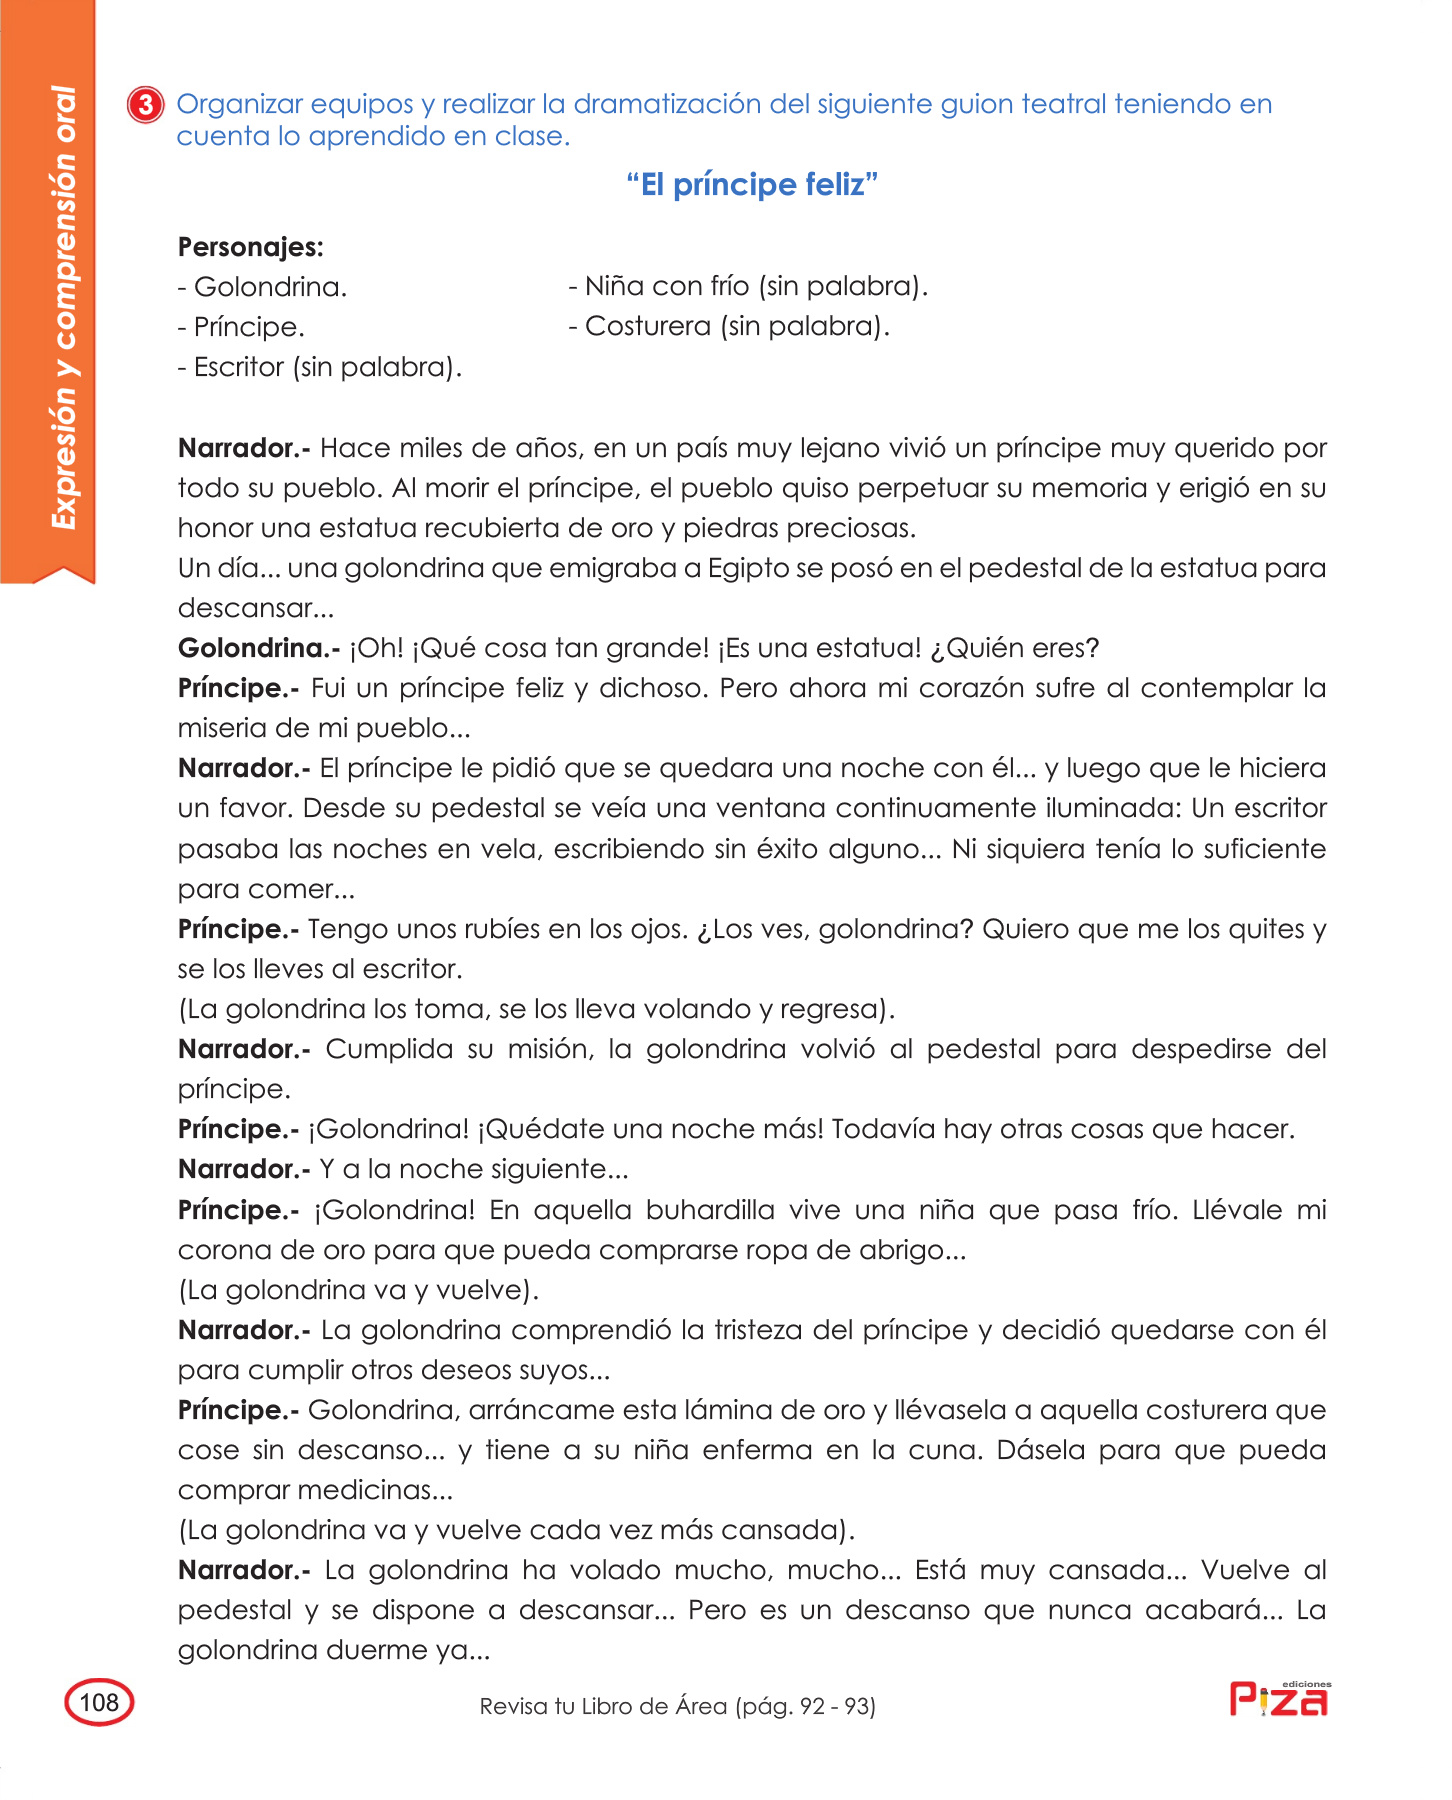 Expresión y comprensión oral
3 Organizar equipos y realizar la dramatización del siguiente guion teatral teniendo en
cuenta lo aprendido en clase.
“El príncipe feliz”
Personajes:
- Golondrina.
- Príncipe.
- Escritor (sin palabra).
- Niña con frío (sin palabra).
- Costurera (sin palabra).
Narrador.- Hace miles de años, en un país muy lejano vivió un príncipe muy querido por
todo su pueblo. Al morir el príncipe, el pueblo quiso perpetuar su memoria y erigió en su
honor una estatua recubierta de oro y piedras preciosas.
Un día... una golondrina que emigraba a Egipto se posó en el pedestal de la estatua para
descansar...
Golondrina.- ¡Oh! ¡Qué cosa tan grande! ¡Es una estatua! ¿Quién eres?
Príncipe.- Fui un príncipe feliz y dichoso. Pero ahora mi corazón sufre al contemplar la
miseria de mi pueblo...
Narrador.- El príncipe le pidió que se quedara una noche con él... y luego que le hiciera
un favor. Desde su pedestal se veía una ventana continuamente iluminada: Un escritor
pasaba las noches en vela, escribiendo sin éxito alguno... Ni siquiera tenía lo suficiente
para comer...
Príncipe.- Tengo unos rubíes en los ojos. ¿Los ves, golondrina? Quiero que me los quites y
se los lleves al escritor.
(La golondrina los toma, se los lleva volando y regresa).
Narrador.- Cumplida su misión, la golondrina volvió al pedestal para despedirse del
príncipe.
Príncipe.- ¡Golondrina! ¡Quédate una noche más! Todavía hay otras cosas que hacer.
Narrador.- Y a la noche siguiente...
Príncipe.- ¡Golondrina! En aquella buhardilla vive una niña que pasa frío. Llévale mi
corona de oro para que pueda comprarse ropa de abrigo...
(La golondrina va y vuelve).
Narrador.- La golondrina comprendió la tristeza del príncipe y decidió quedarse con él
para cumplir otros deseos suyos...
Príncipe.- Golondrina, arráncame esta lámina de oro y llévasela a aquella costurera que
cose sin descanso... y tiene a su niña enferma en la cuna. Dásela para que pueda
comprar medicinas...
(La golondrina va y vuelve cada vez más cansada).
Narrador.- La golondrina ha volado mucho, mucho... Está muy cansada... Vuelve al
pedestal y se dispone a descansar... Pero es un descanso que nunca acabará... La
golondrina duerme ya...
108
Revisa tu Libro de Área (pág. 92 - 93)
ediciones
Piza